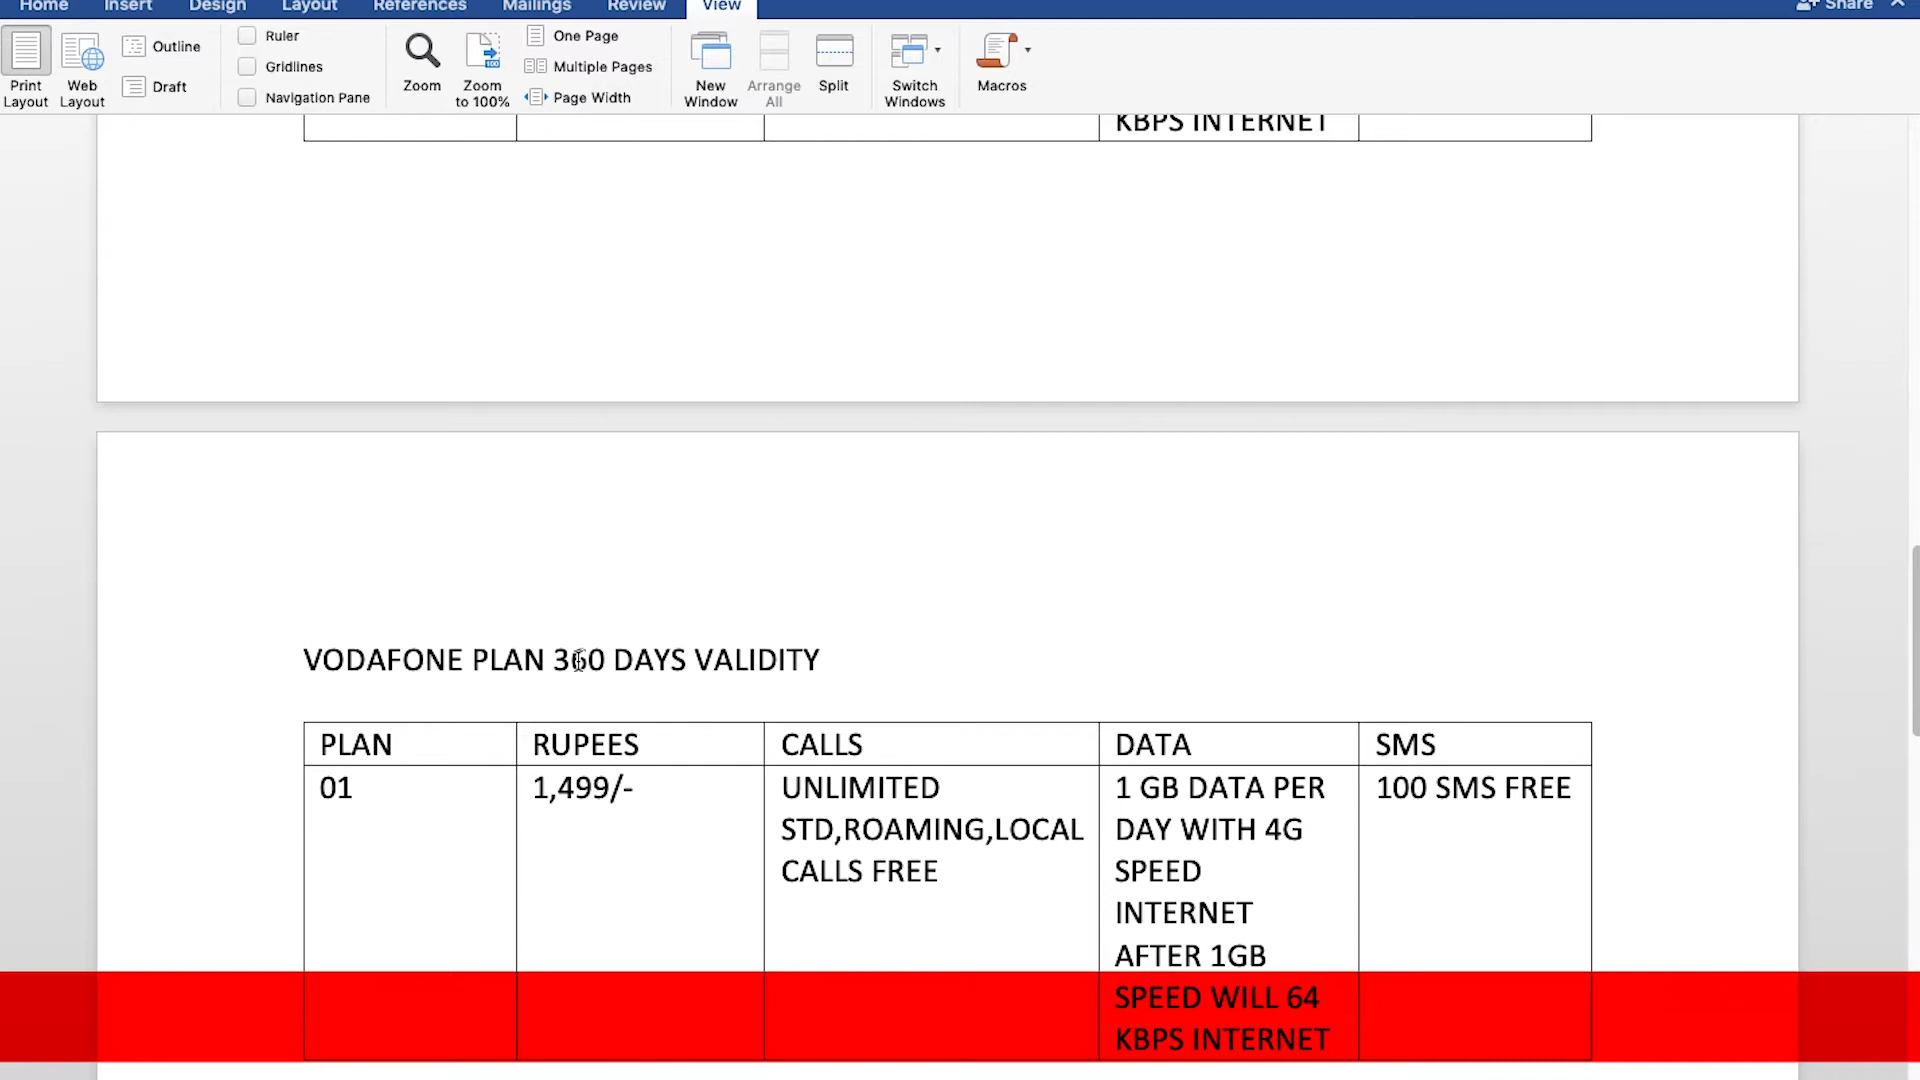 Home Insert Design Layout References Mailings Review View Share
Print Layout
Web Layout
Outline
Draft
Ruler
Gridlines
Navigation Pane
Zoom
Zoom to 100%
One Page
Multiple Pages
Page Width
New Window
Arrange All
Split
Switch Windows
Macros
KBPS INTERNET
VODAFONE PLAN 360 DAYS VALIDITY
PLAN RUPEES CALLS DATA SMS
01 1,499/- UNLIMITED 1 GB DATA PER 100 SMS FREE
STD,ROAMING,LOCAL DAY WITH 4G
CALLS FREE SPEED
INTERNET
AFTER 1GB
SPEED WILL 64
KBPS INTERNET